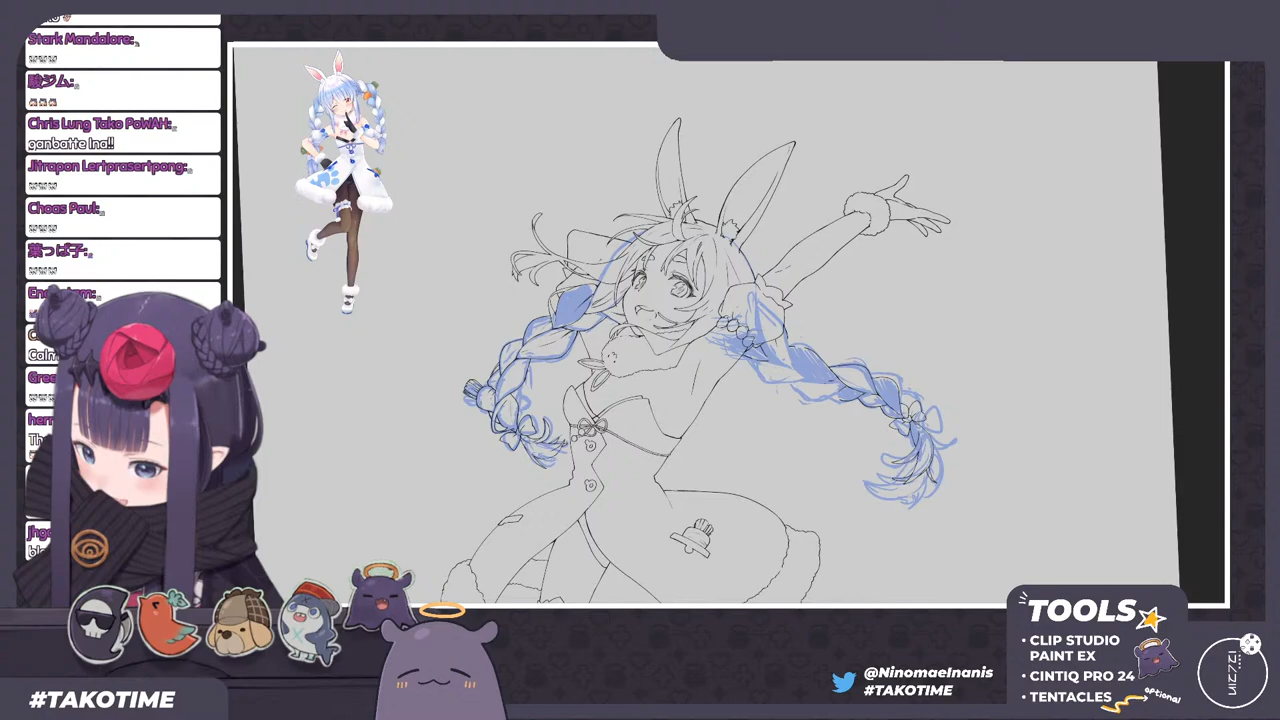 Stark Mandalore:
駿ジム:
Chris Lung Tako PoWAH:
ganbatte Ina!!
Jitrapon Lertprasertpong:
Choas Paul:
葉っぱ子:
#TAKOTIME
@NinomaeInanis
#TAKOTIME
TOOLS
• CLIP STUDIO
PAINT EX
• CINTIQ PRO 24
• TENTACLES
optional